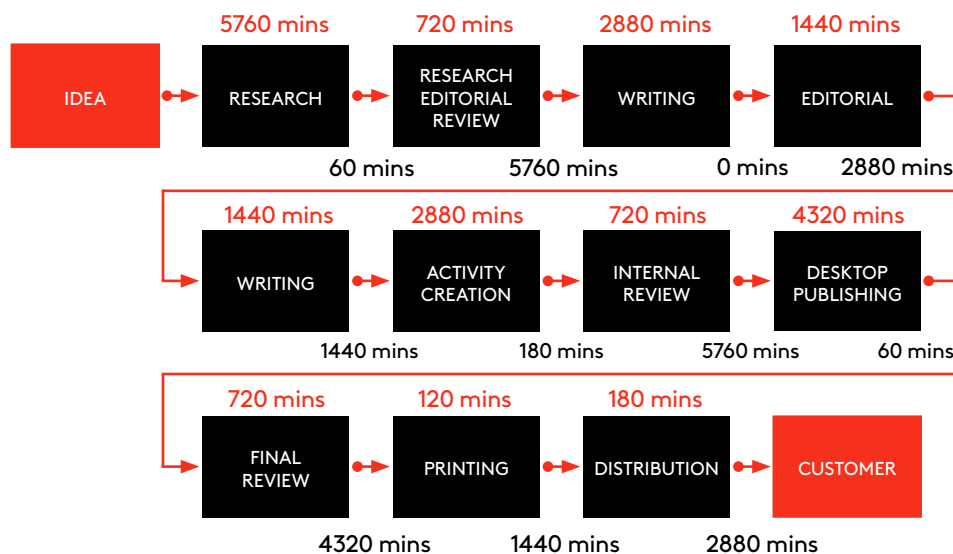 5760 mins 720 mins 2880 mins 1440 mins
IDEA
RESEARCH
RESEARCH
EDITORIAL
REVIEW
WRITING
EDITORIAL
60 mins 5760 mins 0 mins 2880 mins
1440 mins 2880 mins 720 mins 4320 mins
WRITING
ACTIVITY
CREATION
INTERNAL
REVIEW
DESKTOP
PUBLISHING
1440 mins 180 mins 5760 mins 60 mins
720 mins 120 mins 180 mins
FINAL
REVIEW
PRINTING
DISTRIBUTION
CUSTOMER
4320 mins 1440 mins 2880 mins